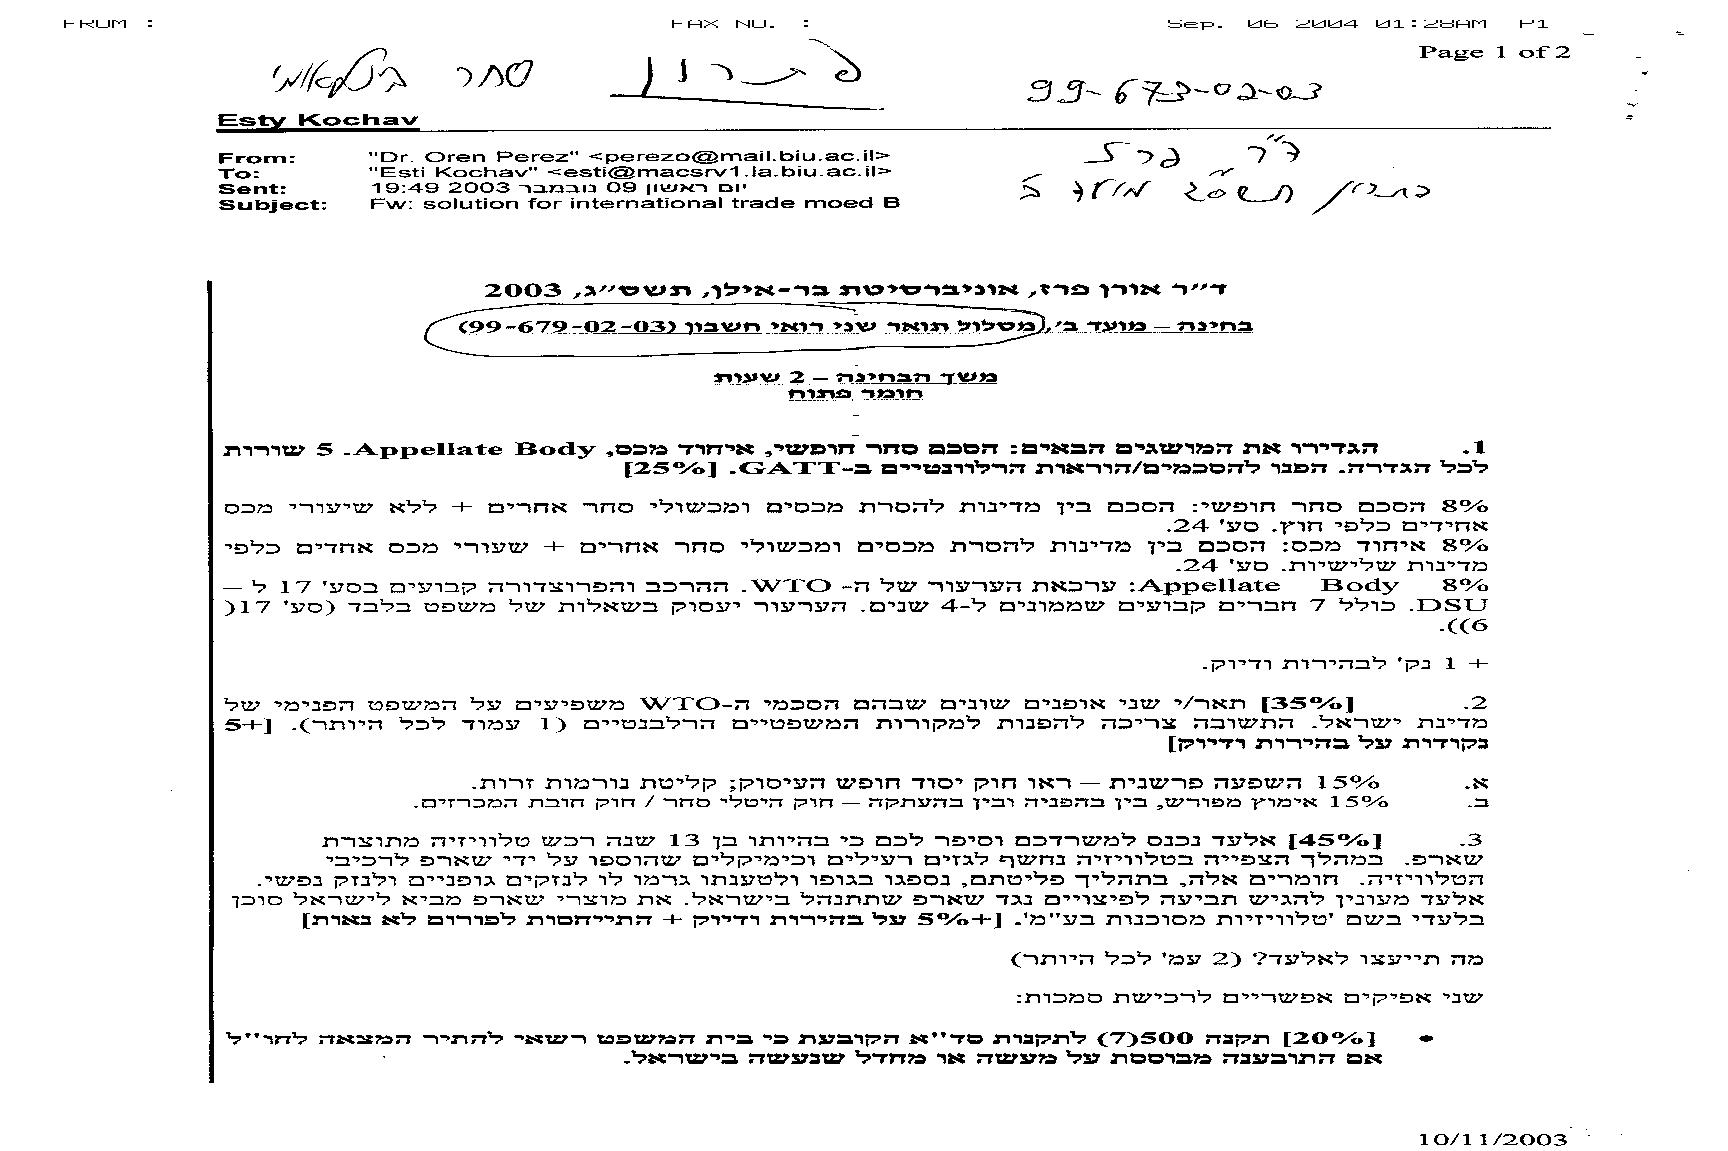 FROM : FAX NO. : Sep. 06 2004 01:28AM P1
Page 1 of 2
סחר בינלאומי פתרון 99-673-02-03
Esty Kochav
ד"ר פרז
פתרון תשס"ג מועד ב
From: "Dr. Oren Perez" <perezo@mail.biu.ac.il>
To: "Esti Kochav" <esti@macsrv1.la.biu.ac.il>
Sent: יום ראשון 09 נובמבר 2003 19:49
Subject: Fw: solution for international trade moed B
ד"ר אורן פרז, אוניברסיטת בר-אילן, תשס"ג, 2003
בחינה – מועד ב', מסלול תואר שני רואי חשבון (99-679-02-03)
משך הבחינה – 2 שעות
חומר פתוח
1. הגדירו את המושגים הבאים: הסכם סחר חופשי, איחוד מכס, Appellate Body. 5 שורות
לכל הגדרה. הפנו להסכמים/הוראות הרלוונטיים ב-GATT. [25%]
8% הסכם סחר חופשי: הסכם בין מדינות להסרת מכסים ומכשולי סחר אחרים + ללא שיעורי מכס
אחידים כלפי חוץ. סע' 24.
8% איחוד מכס: הסכם בין מדינות להסרת מכסים ומכשולי סחר אחרים + שעורי מכס אחדים כלפי
מדינות שלישיות. סע' 24.
8% Appellate Body: ערכאת הערעור של ה- WTO. ההרכב והפרוצדורה קבועים בסע' 17 ל –
DSU. כולל 7 חברים קבועים שממונים ל-4 שנים. הערעור יעסוק בשאלות של משפט בלבד (סע' 17(
6)).
+ 1 נק' לבהירות ודיוק.
2. [35%] תאר/י שני אופנים שונים שבהם הסכמי ה-WTO משפיעים על המשפט הפנימי של
מדינת ישראל. התשובה צריכה להפנות למקורות המשפטיים הרלבנטיים (1 עמוד לכל היותר). [+5
נקודות על בהירות ודיוק]
א. 15% השפעה פרשנית – ראו חוק יסוד חופש העיסוק; קליטת נורמות זרות.
ב. 15% אימוץ מפורש, בין בהפניה ובין בהעתקה – חוק היטלי סחר / חוק חובת המכרזים.
3. [45%] אלעד נכנס למשרדכם וסיפר לכם כי בהיותו בן 13 שנה רכש טלוויזיה מתוצרת
שארפ. במהלך הצפייה בטלוויזיה נחשף לגזים רעילים וכימיקלים שהוספו על ידי שארפ לרכיבי
הטלוויזיה. חומרים אלה, בתהליך פליטתם, נספגו בגופו ולטענתו גרמו לו לנזקים גופניים ולנזק נפשי.
אלעד מעונין להגיש תביעה לפיצויים נגד שארפ שתתנהל בישראל. את מוצרי שארפ מביא לישראל סוכן
בלעדי בשם 'טלוויזיות מסוכנות בע"מ'. [+5% על בהירות ודיוק + התייחסות לפורום לא נאות]
מה תייעצו לאלעד? (2 עמ' לכל היותר)
שני אפיקים אפשריים לרכישת סמכות:
• [20%] תקנה 500(7) לתקנות סד"א הקובעת כי בית המשפט רשאי להתיר המצאה לחו"ל
אם התובענה מבוססת על מעשה או מחדל שנעשה בישראל.
10/11/2003